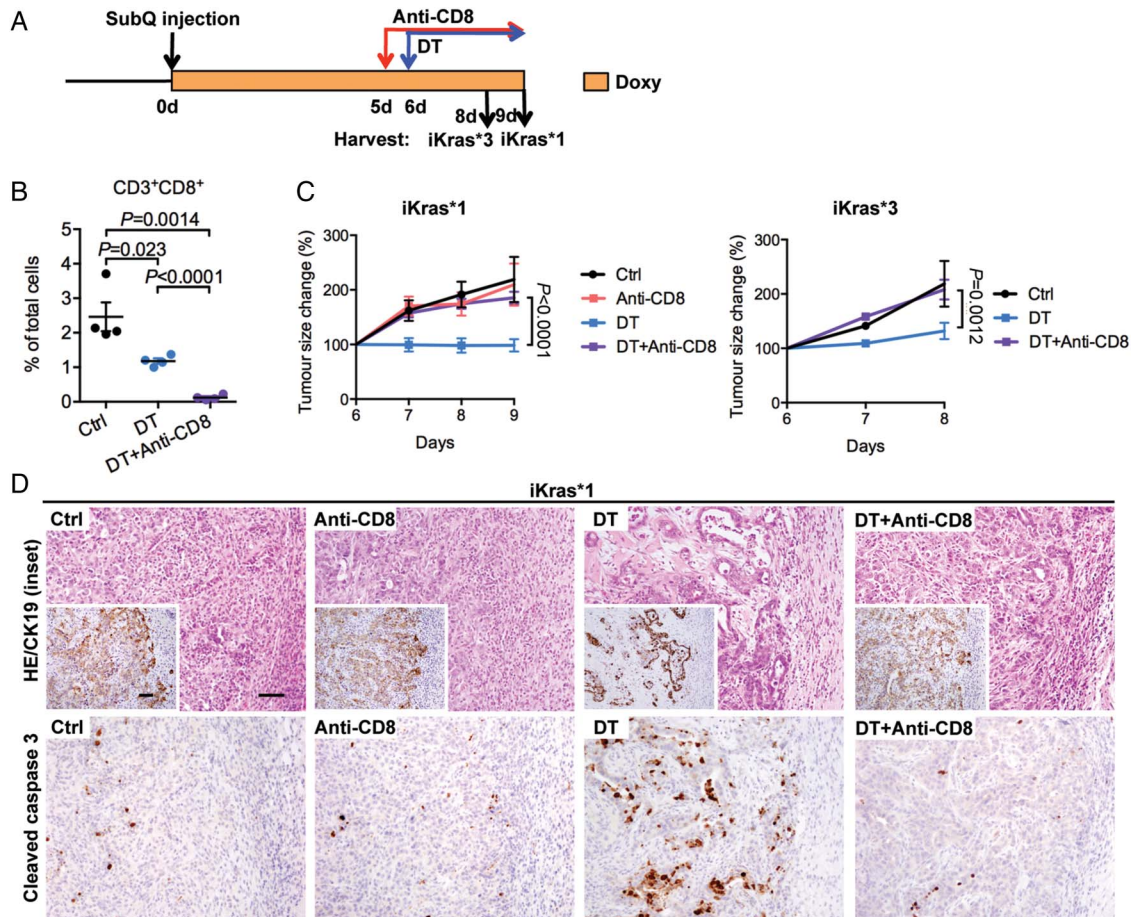 A
SubQ injection
Anti-CD8
DT
0d
5d
6d
8d
9d
Doxy
Harvest: iKras*3 iKras*1
B
CD3+CD8+
P=0.0014
P=0.023
P<0.0001
% of total cells
5
4
3
2
1
0
Ctrl
DT
DT+Anti-CD8
C
iKras*1
Tumour size change (%)
300
200
100
0
6 7 8 9
Days
P<0.0001
Ctrl
Anti-CD8
DT
DT+Anti-CD8
iKras*3
Tumour size change (%)
300
200
100
0
6 7 8
Days
P=0.0012
Ctrl
DT
DT+Anti-CD8
D
iKras*1
HE/CK19 (inset)
Ctrl
Anti-CD8
DT
DT+Anti-CD8
Cleaved caspase 3
Ctrl
Anti-CD8
DT
DT+Anti-CD8